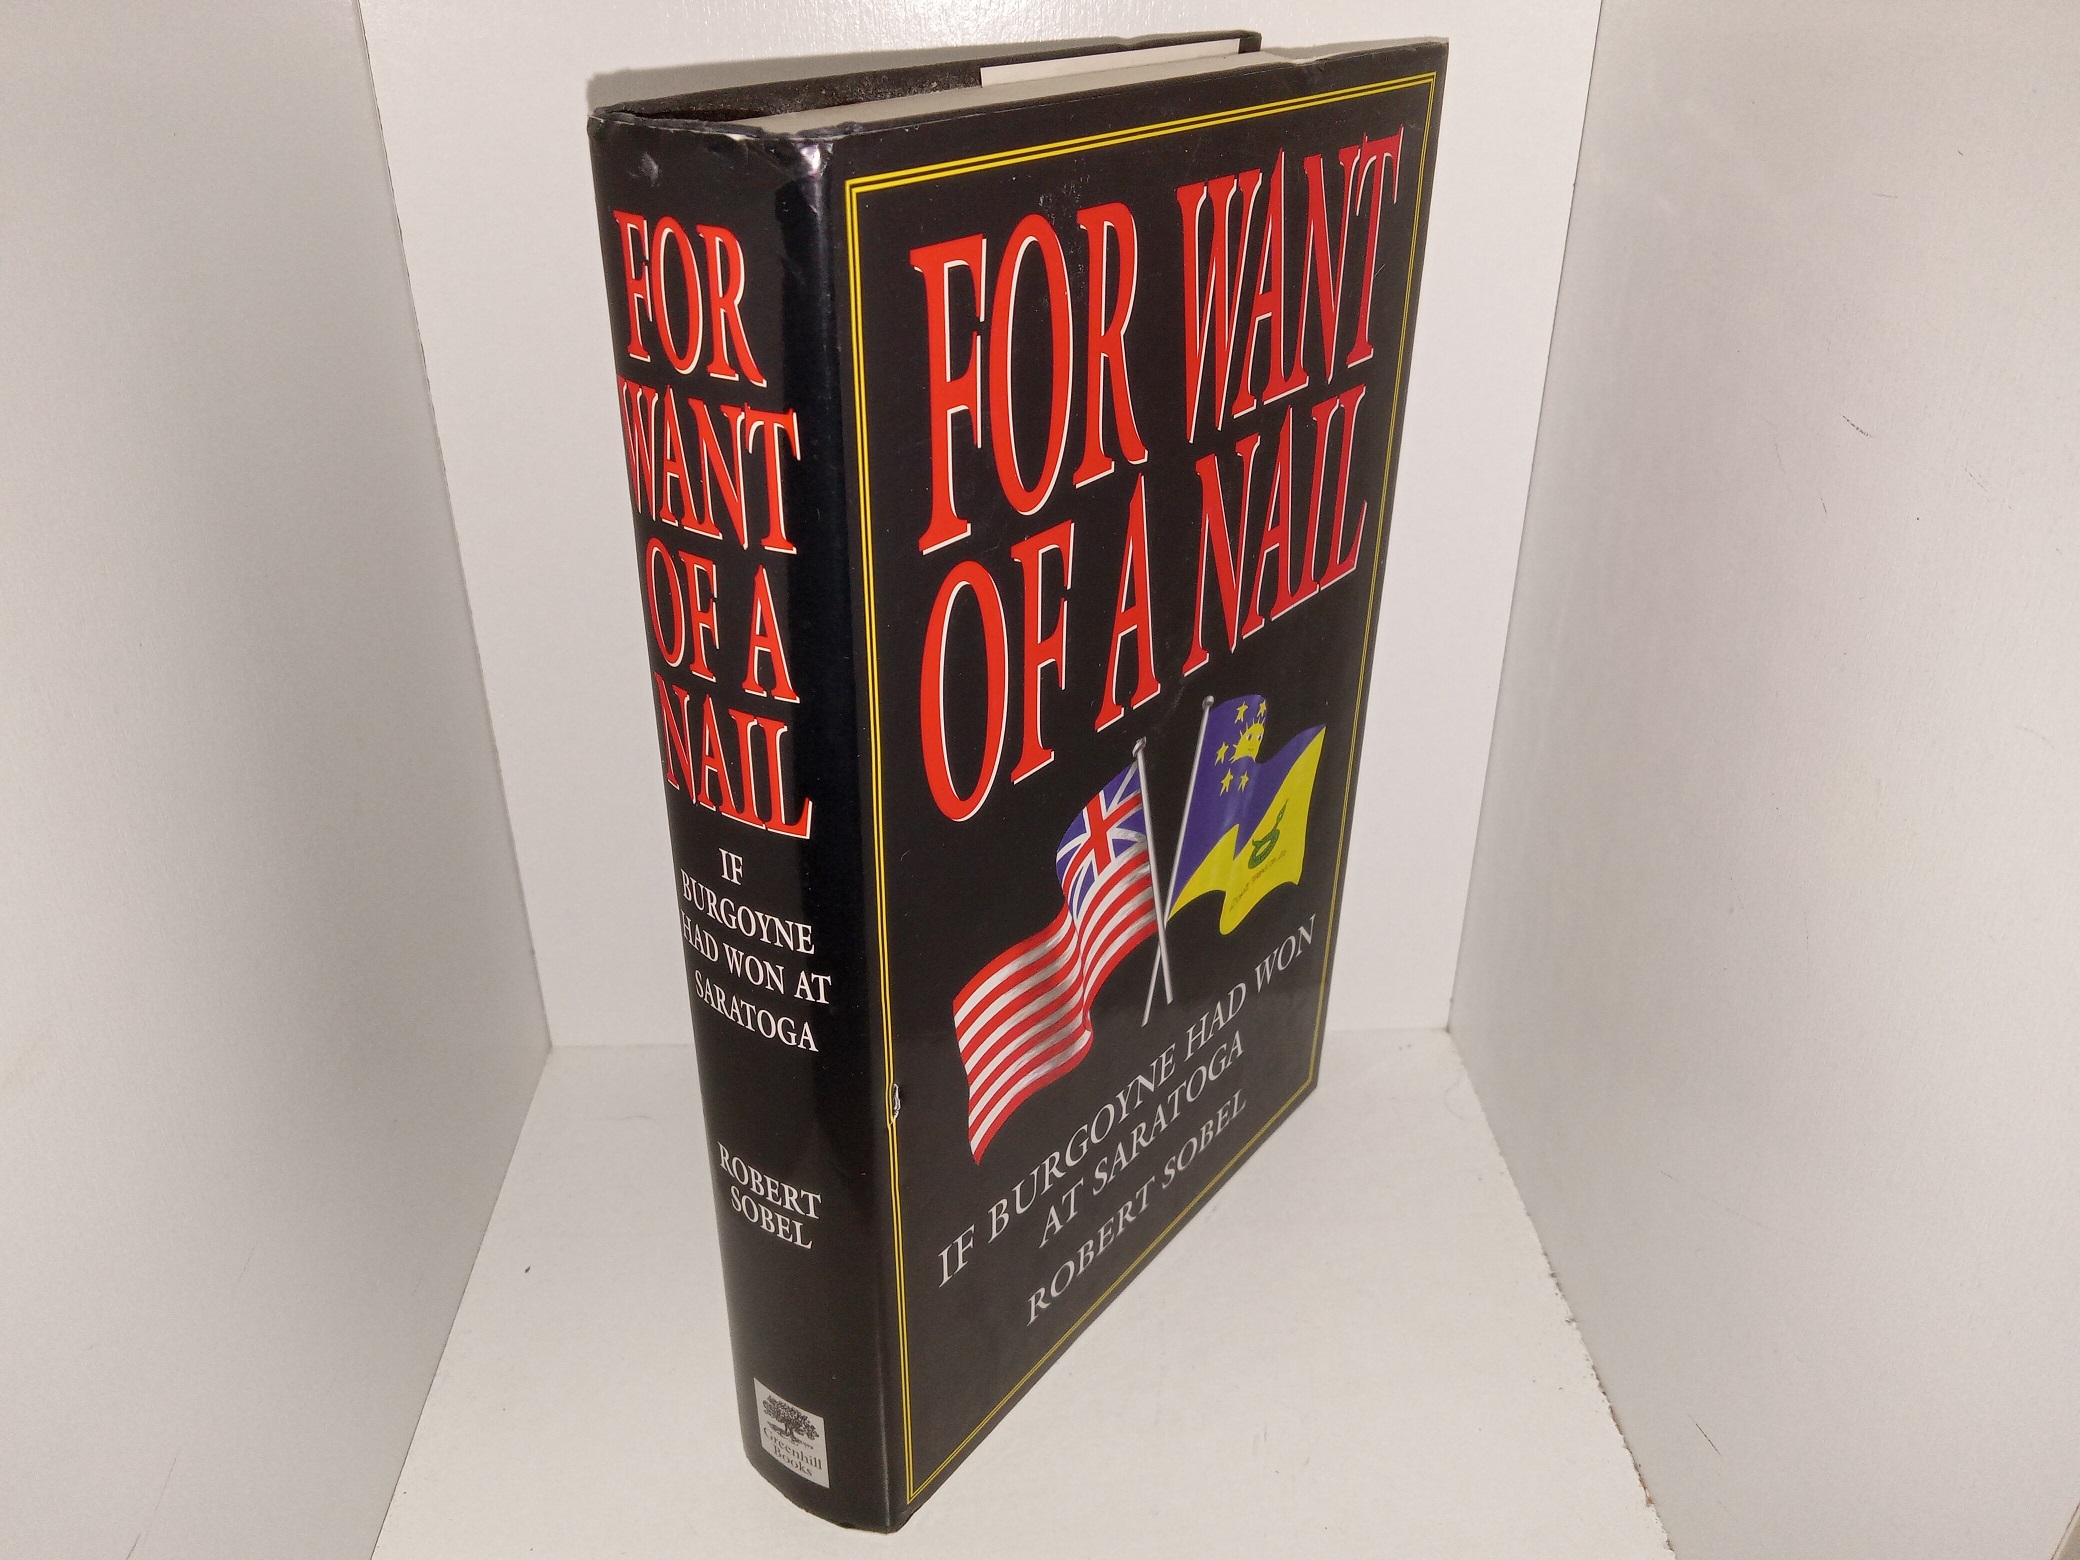 FOR
WANT
OF A
NAIL
IF
BURGOYNE
HAD WON AT
SARATOGA
ROBERT
SOBEL
Greenhill
Books
FOR WANT
OF A NAIL
IF BURGOYNE HAD WON
AT SARATOGA
ROBERT SOBEL